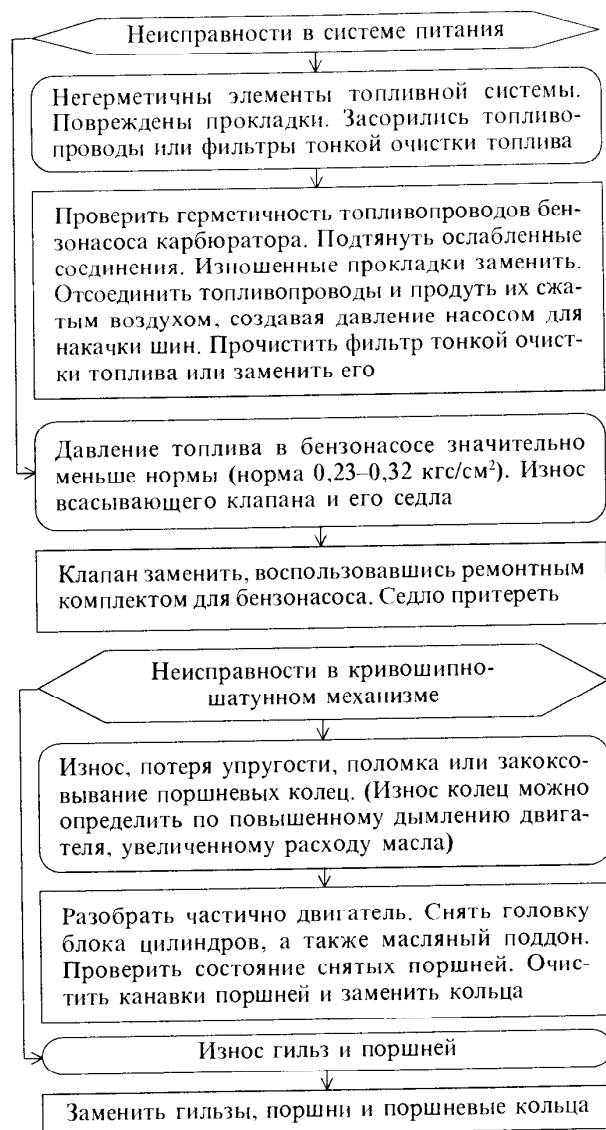 Неисправности в системе питания
Негерметичны элементы топливной системы.
Повреждены прокладки. Засорились топливо-
проводы или фильтры тонкой очистки топлива
Проверить герметичность топливопроводов бен-
зонасоса карбюратора. Подтянуть ослабленные
соединения. Изношенные прокладки заменить.
Отсоединить топливопроводы и продуть их сжа-
тым воздухом, создавая давление насосом для
накачки шин. Прочистить фильтр тонкой очист-
ки топлива или заменить его
Давление топлива в бензонасосе значительно
меньше нормы (норма 0,23–0,32 кгс/см²). Износ
всасывающего клапана и его седла
Клапан заменить, воспользовавшись ремонтным
комплектом для бензонасоса. Седло притереть
Неисправности в кривошипно-
шатунном механизме
Износ, потеря упругости, поломка или закоксо-
вывание поршневых колец. (Износ колец можно
определить по повышенному дымлению двига-
теля, увеличенному расходу масла)
Разобрать частично двигатель. Снять головку
блока цилиндров, а также масляный поддон.
Проверить состояние снятых поршней. Очис-
тить канавки поршней и заменить кольца
Износ гильз и поршней
Заменить гильзы, поршни и поршневые кольца